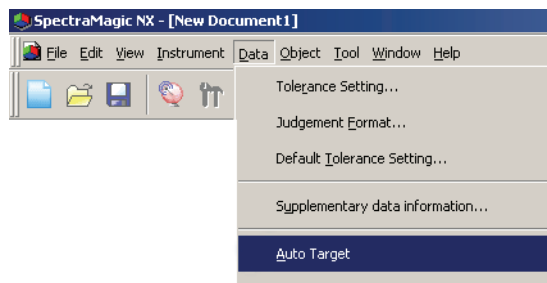 SpectraMagic NX - [New Document1]
File Edit View Instrument Data Object Tool Window Help
Tolerance Setting...
Judgement Format...
Default Tolerance Setting...
Supplementary data information...
Auto Target